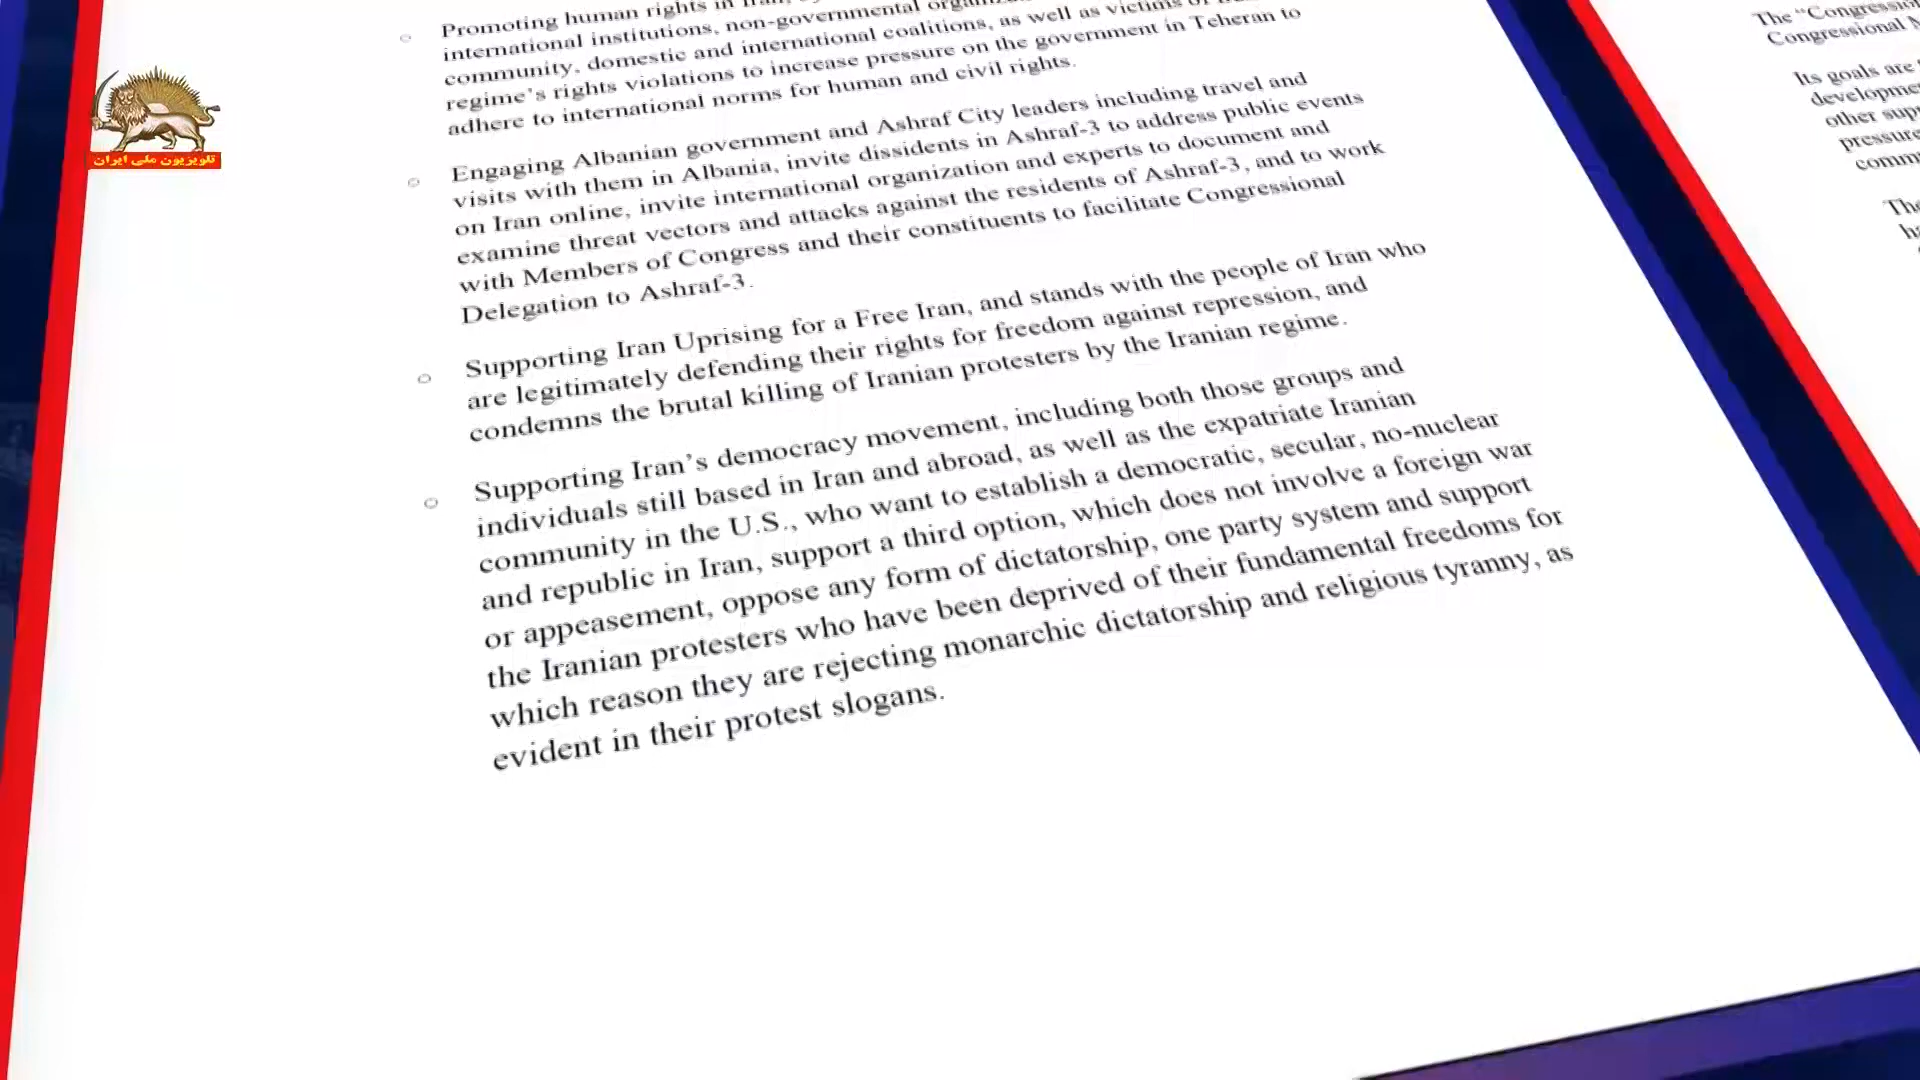 Promoting human rights in Iran,
international institutions, non-governmental
community, domestic and international coalitions, as well as victims of
regime's rights violations to increase pressure on the government in Teheran to
adhere to international norms for human and civil rights.
Engaging Albanian government and Ashraf City leaders including travel and
visits with them in Albania, invite dissidents in Ashraf-3 to address public events
on Iran online, invite international organization and experts to document and
examine threat vectors and attacks against the residents of Ashraf-3, and to work
with Members of Congress and their constituents to facilitate Congressional
Delegation to Ashraf-3.
Supporting Iran Uprising for a Free Iran, and stands with the people of Iran who
are legitimately defending their rights for freedom against repression, and
condemns the brutal killing of Iranian protesters by the Iranian regime.
Supporting Iran's democracy movement, including both those groups and
individuals still based in Iran and abroad, as well as the expatriate Iranian
community in the U.S., who want to establish a democratic, secular, no-nuclear
and republic in Iran, support a third option, which does not involve a foreign war
or appeasement, oppose any form of dictatorship, one party system and support
the Iranian protesters who have been deprived of their fundamental freedoms for
which reason they are rejecting monarchic dictatorship and religious tyranny, as
evident in their protest slogans.
تلویزیون ملی ایران
The "Congressional
Congressional
Its goals are
other